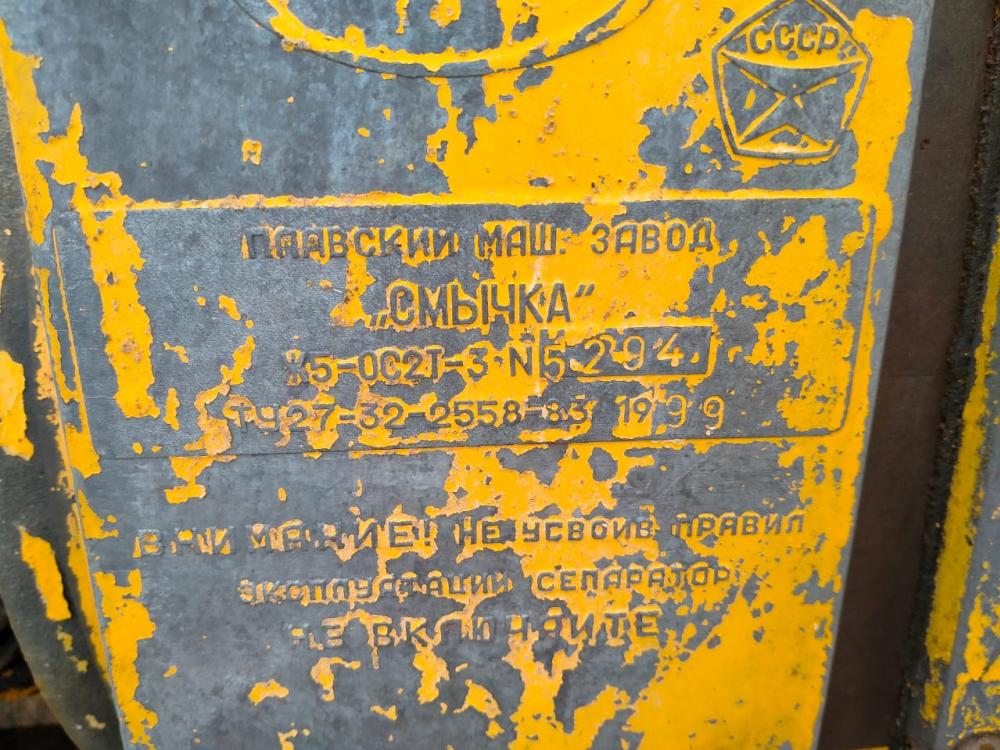 СССР
ПЛАВСКИЙ МАШ. ЗАВОД
„СМЫЧКА“
Ж5-ОС2Т-3 N 5294
ТУ27-32-2558-83 1999
ВНИМАНИЕ! НЕ УСВОИВ ПРАВИЛ
ЭКСПЛУАТАЦИИ СЕПАРАТОР
НЕ ВКЛЮЧАЙТЕ